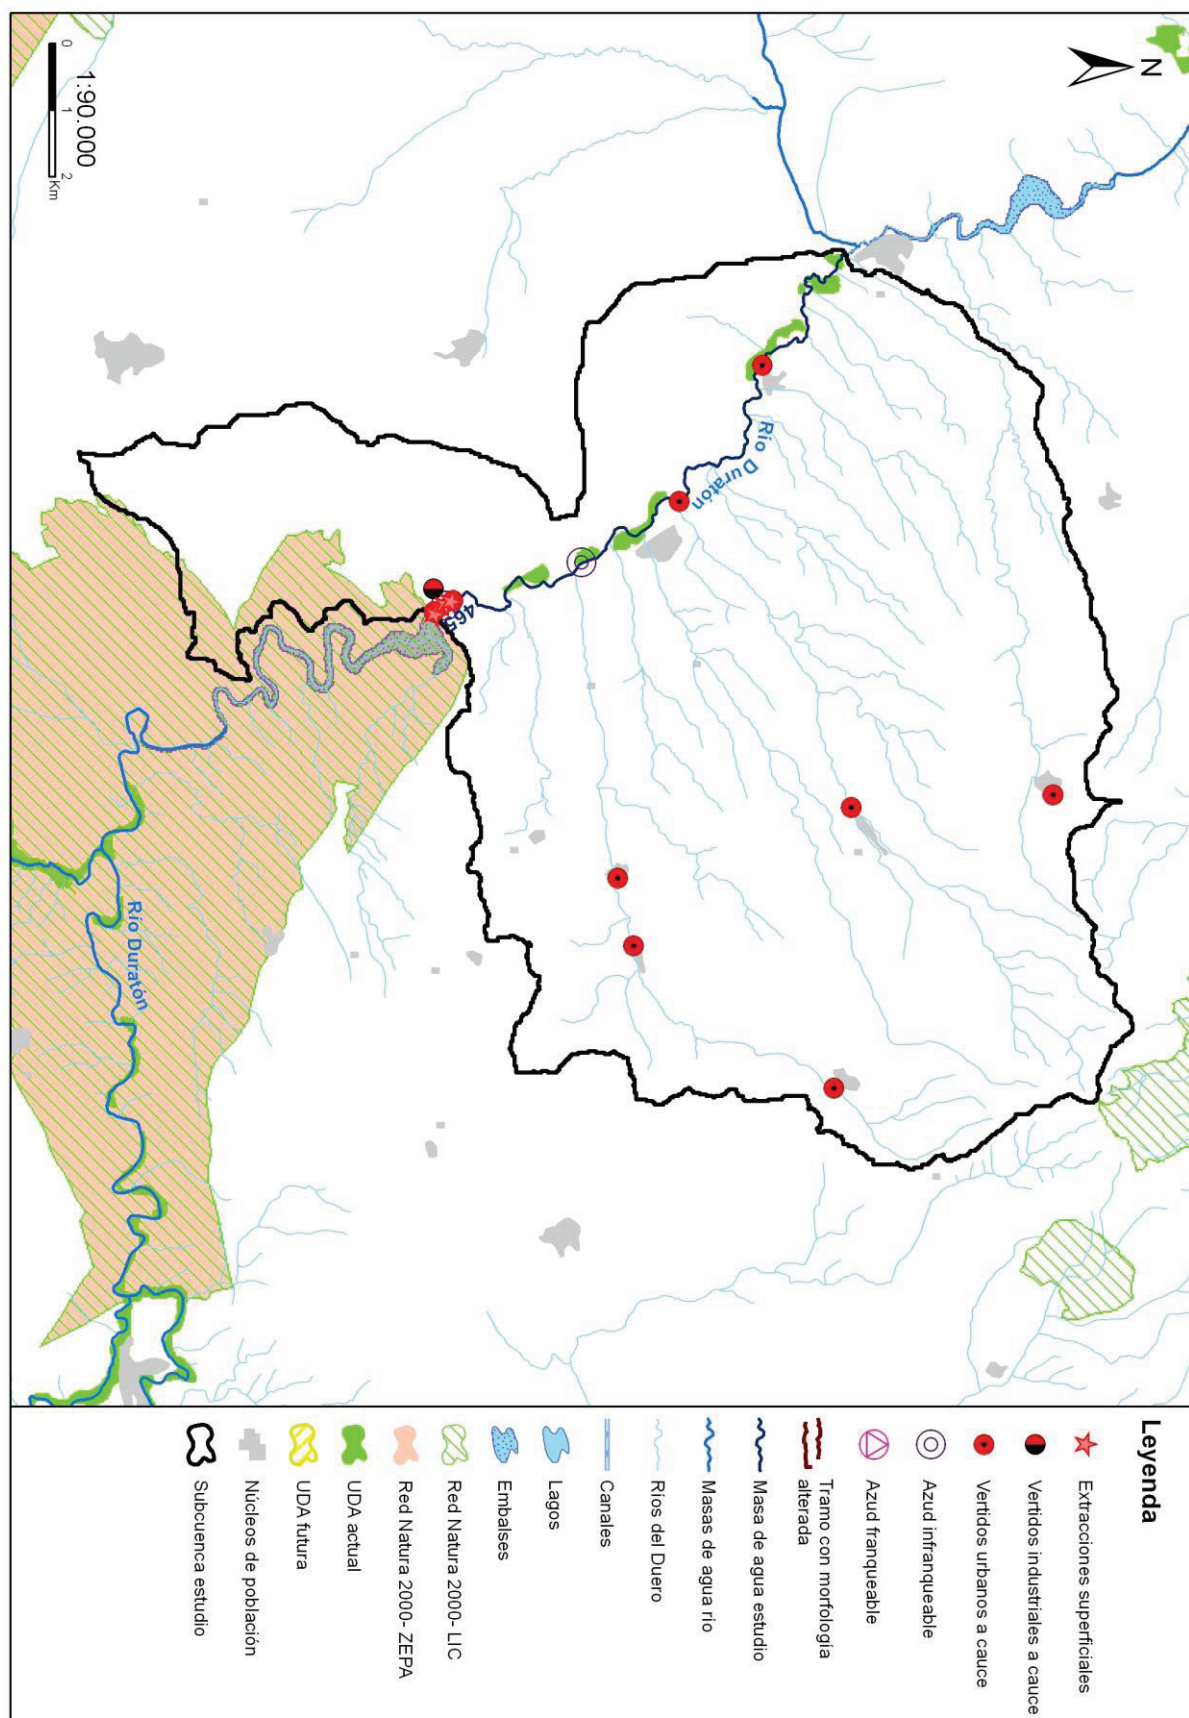 N
1:90.000
0 1 2
Km
Río Duratón
465
Río Duratón
Leyenda
Extracciones superficiales
Vertidos industriales a cauce
Vertidos urbanos a cauce
Azud infranqueable
Azud franqueable
Tramo con morfología
alterada
Masa de agua estudio
Masas de agua río
Ríos del Duero
Canales
Lagos
Embalses
Red Natura 2000- LIC
Red Natura 2000- ZEPA
UDA actual
UDA futura
Núcleos de población
Subcuenca estudio